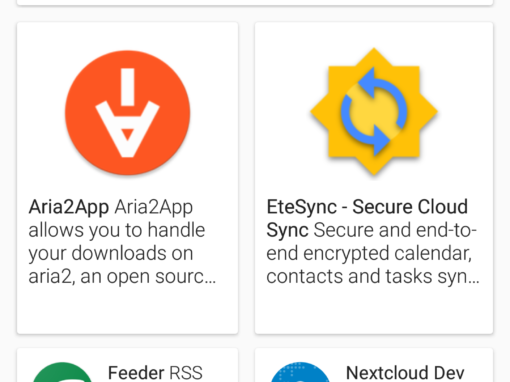 Aria2App Aria2App
allows you to handle
your downloads on
aria2, an open sourc...
EteSync - Secure Cloud
Sync Secure and end-to-
end encrypted calendar,
contacts and tasks syn...
Feeder RSS
Nextcloud Dev